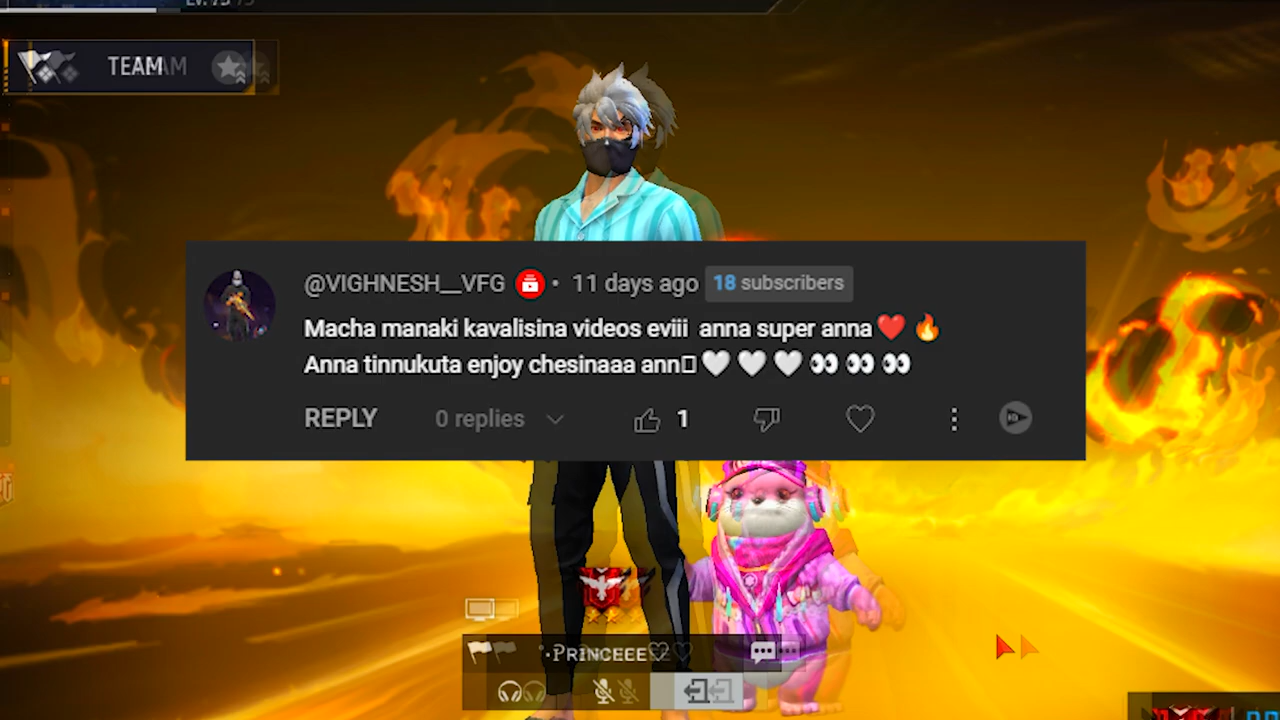 TEAM
@VIGHNESH__VFG • 11 days ago 18 subscribers
Macha manaki kavalisina videos eviii anna super anna❤️🔥
Anna tinnukuta enjoy chesinaaa ann▯🤍🤍🤍👀👀👀
REPLY 0 replies 1
PRINCEEE